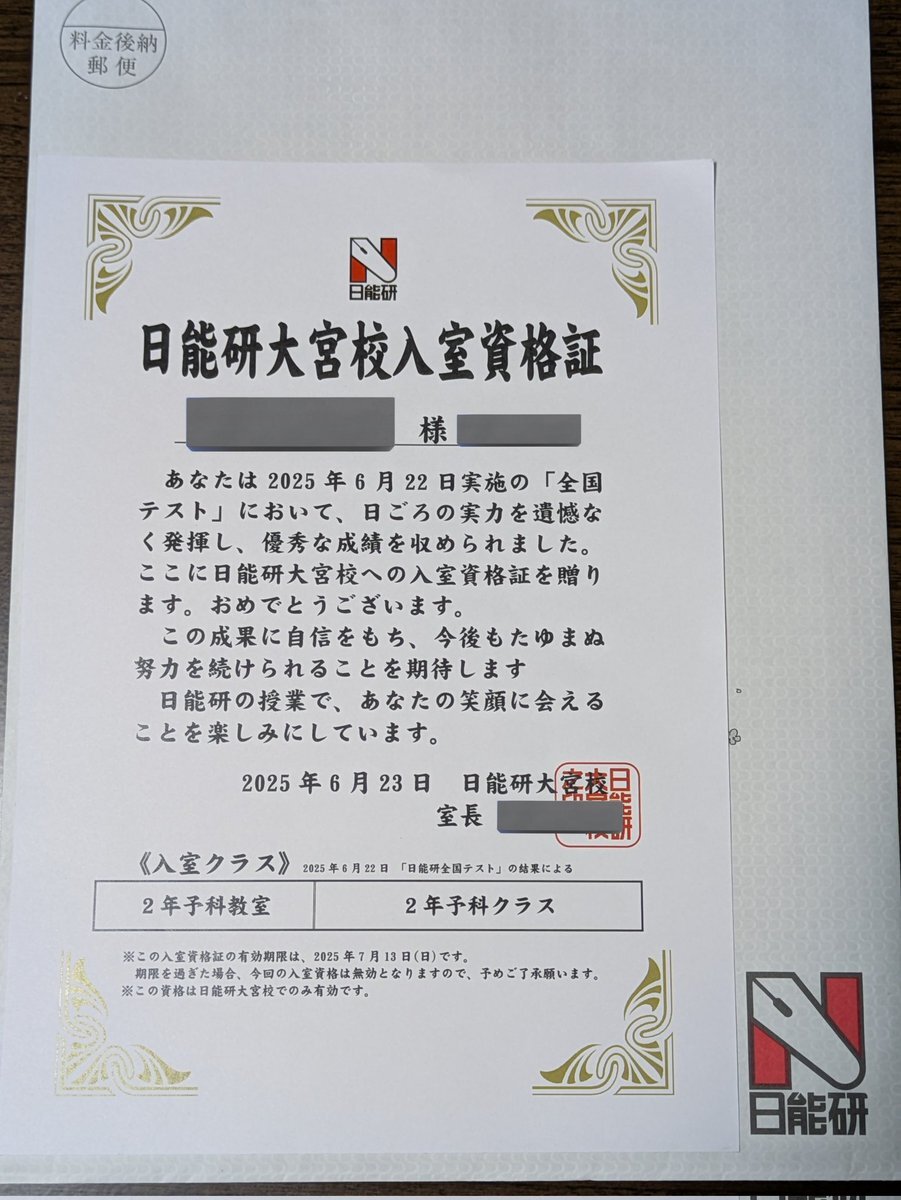 料金後納
郵便
日能研
日能研大宮校入室資格証
様
あなたは2025年6月22日実施の「全国
テスト」において、日ごろの実力を遺憾な
く発揮し、優秀な成績を収められました。
ここに日能研大宮校への入室資格証を贈り
ます。おめでとうございます。
この成果に自信をもち、今後もたゆまぬ
努力を続けられることを期待します
日能研の授業で、あなたの笑顔に会える
ことを楽しみにしています。
2025年6月23日 日能研大宮校
室長
《入室クラス》 2025年6月22日 「日能研全国テスト」の結果による
2年予科教室 2年予科クラス
※この入室資格証の有効期限は、2025年7月13日(日)です。
期限を過ぎた場合、今回の入室資格は無効となりますので、予めご了承願います。
※この資格は日能研大宮校でのみ有効です。
日能研